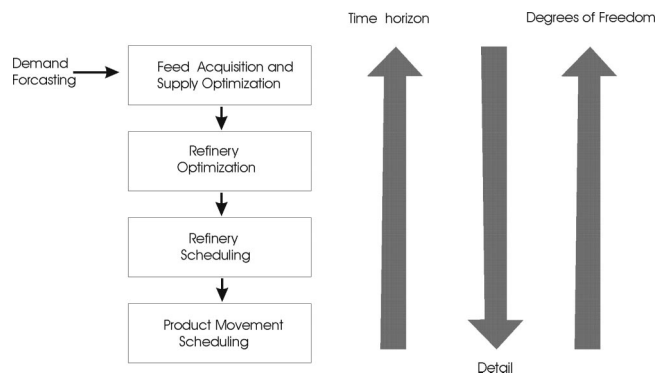 Time horizon
Degrees of Freedom
Demand
Forcasting
Feed Acquisition and
Supply Optimization
Refinery
Optimization
Refinery
Scheduling
Product Movement
Scheduling
Detail